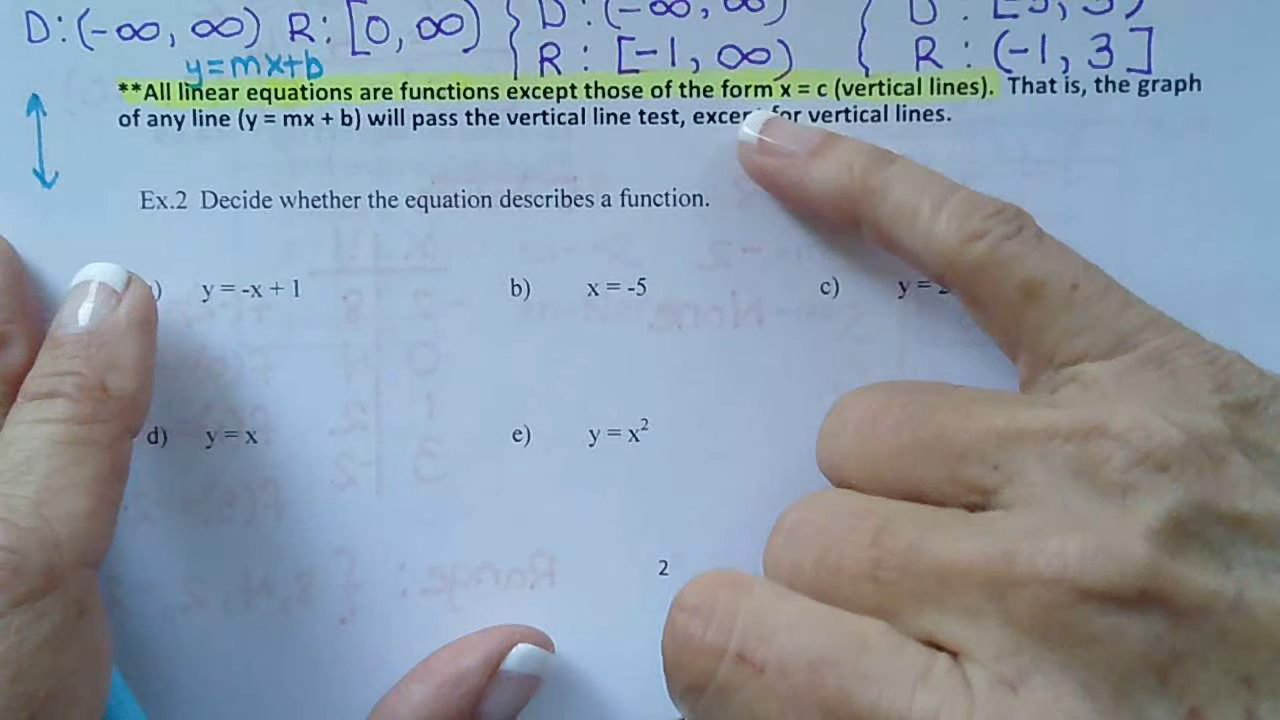 D:(-∞, ∞) R: [0, ∞) { D:(-∞, ∞) {
R: [-1, ∞) R: (-1, 3]
y=mx+b
**All linear equations are functions except those of the form x = c (vertical lines). That is, the graph
of any line (y = mx + b) will pass the vertical line test, for vertical lines.
Ex.2 Decide whether the equation describes a function.
) y = -x + 1 b) x = -5 c) y =
d) y = x e) y = x²
2